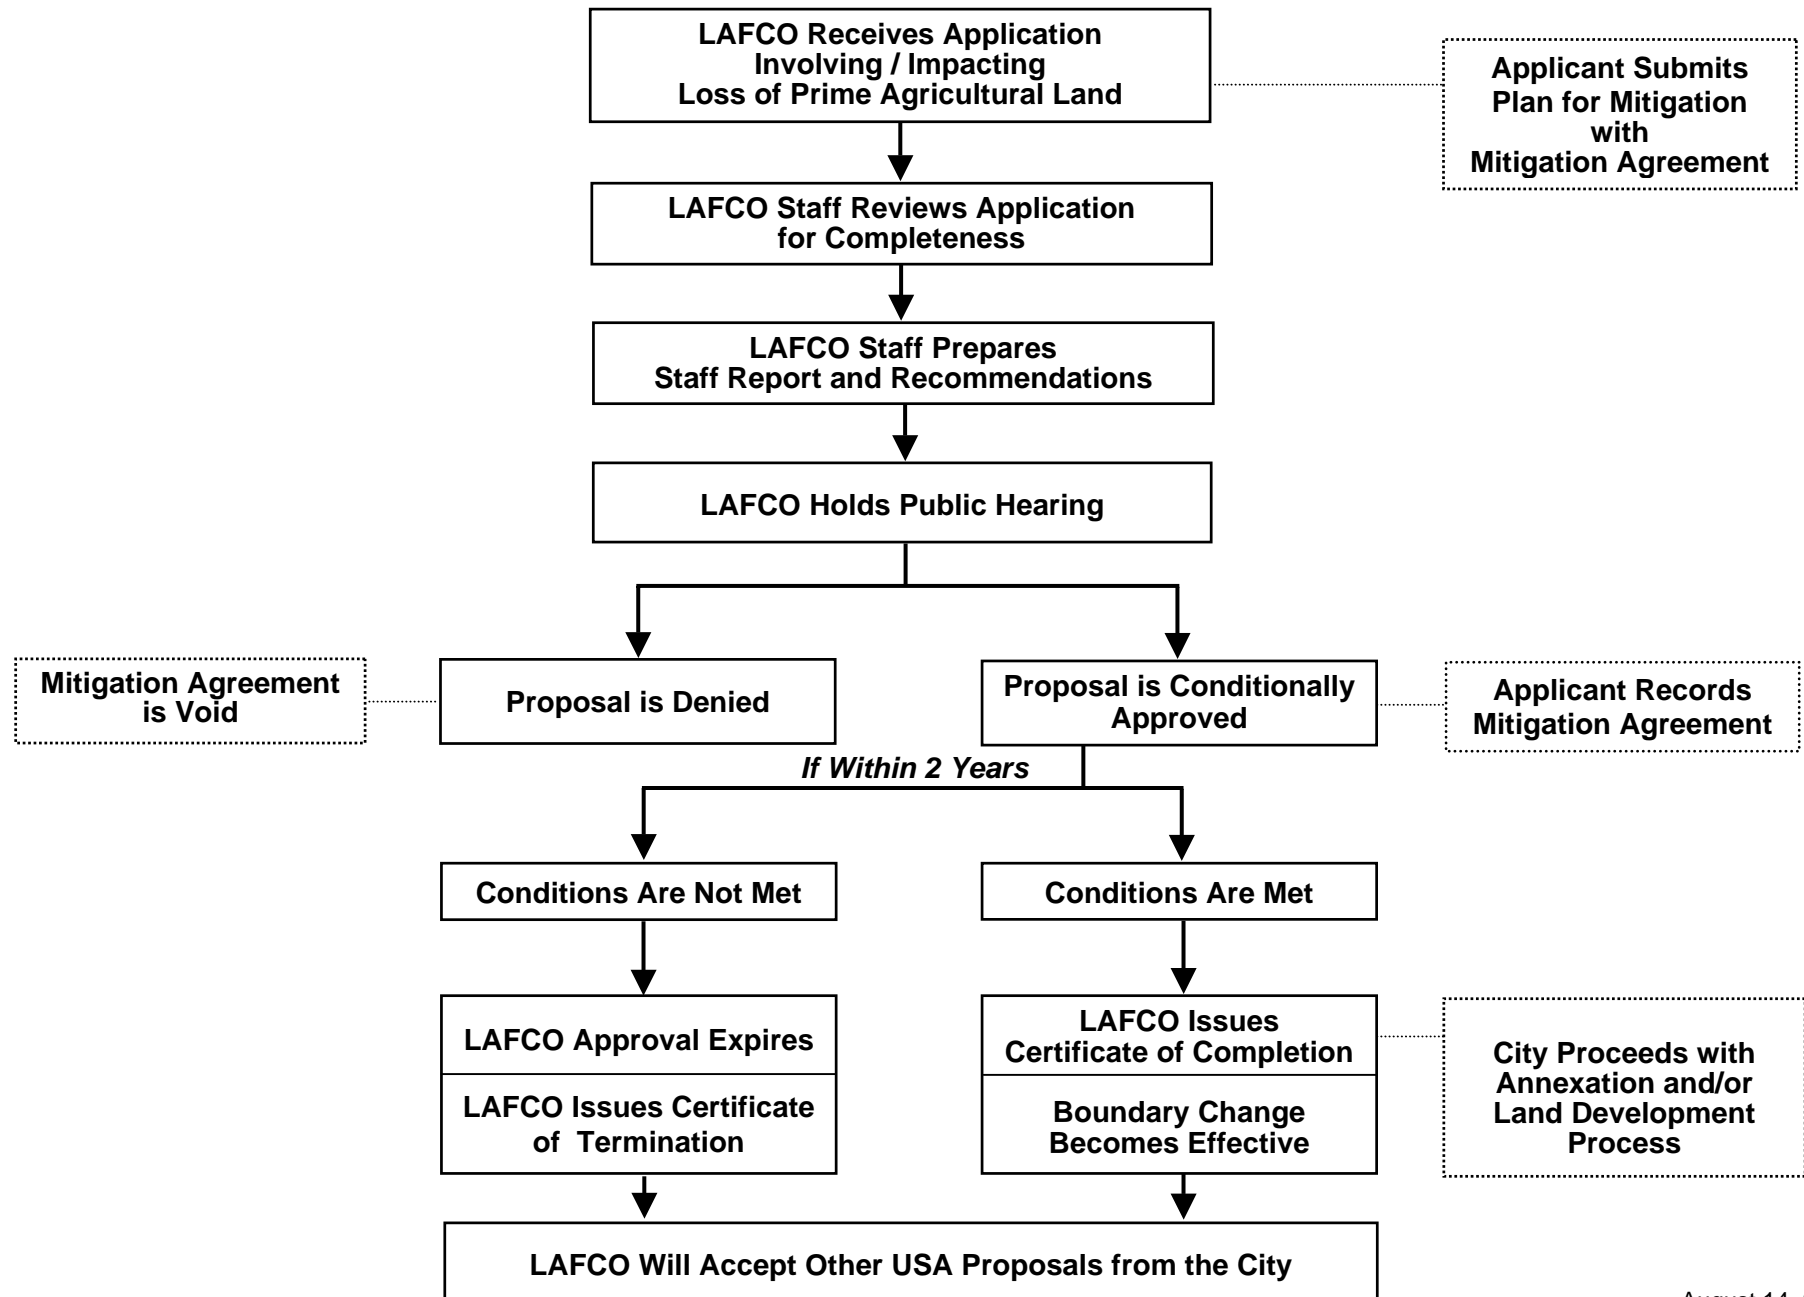 LAFCO Receives Application
Involving / Impacting
Loss of Prime Agricultural Land
Applicant Submits
Plan for Mitigation
with
Mitigation Agreement
LAFCO Staff Reviews Application
for Completeness
LAFCO Staff Prepares
Staff Report and Recommendations
LAFCO Holds Public Hearing
Mitigation Agreement
is Void
Proposal is Denied
Proposal is Conditionally
Approved
Applicant Records
Mitigation Agreement
If Within 2 Years
Conditions Are Not Met
Conditions Are Met
LAFCO Approval Expires
LAFCO Issues Certificate
of Termination
LAFCO Issues
Certificate of Completion
Boundary Change
Becomes Effective
City Proceeds with
Annexation and/or
Land Development
Process
LAFCO Will Accept Other USA Proposals from the City
August 14